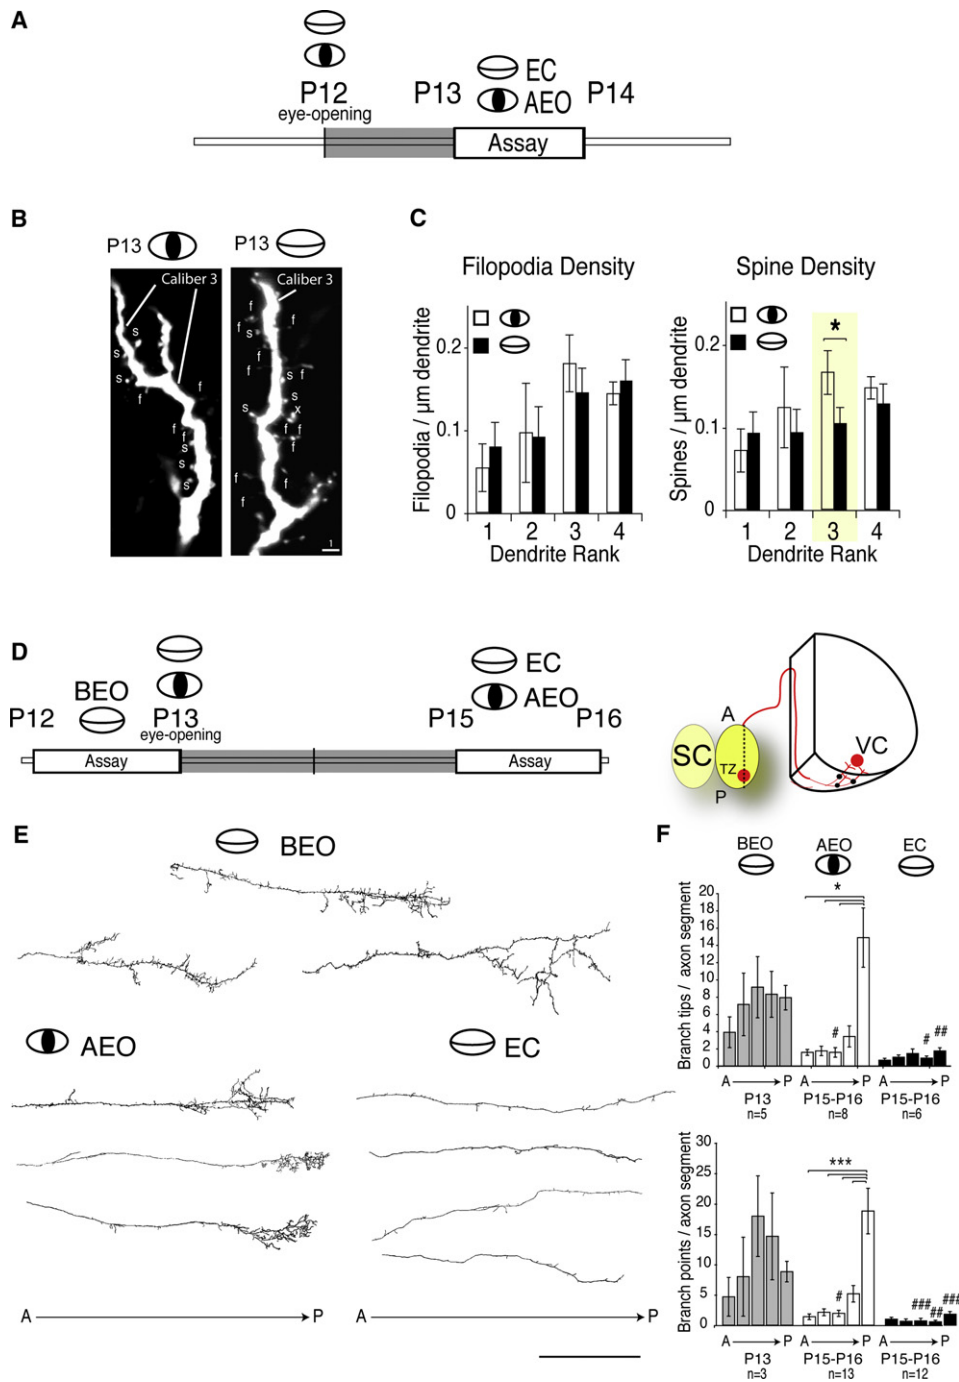 A
P12
eye-opening
P13
EC
AEO
P14
Assay
B
P13
P13
Caliber 3
s
s
s
f
f
f
f
s
s
s
Caliber 3
f
f
f
s
f
f
s
s
s
x
f
f
f
f
f
f
1
C
Filopodia Density
Filopodia / µm dendrite
0.2
0.1
0
1 2 3 4
Dendrite Rank
Spine Density
*
Spines / µm dendrite
0.2
0.1
0
1 2 3 4
Dendrite Rank
D
P12
BEO
P13
eye-opening
P15
EC
AEO
P16
Assay
Assay
A
SC
TZ
P
VC
E
BEO
AEO
EC
A P
A P
F
BEO
AEO
EC
Branch tips / axon segment
20
18
16
14
12
10
8
6
4
2
0
*
#
#
##
A P
A P
A P
P13
n=5
P15-P16
n=8
P15-P16
n=6
Branch points / axon segment
30
25
20
15
10
5
0
***
#
###
##
###
A P
A P
A P
P13
n=3
P15-P16
n=13
P15-P16
n=12